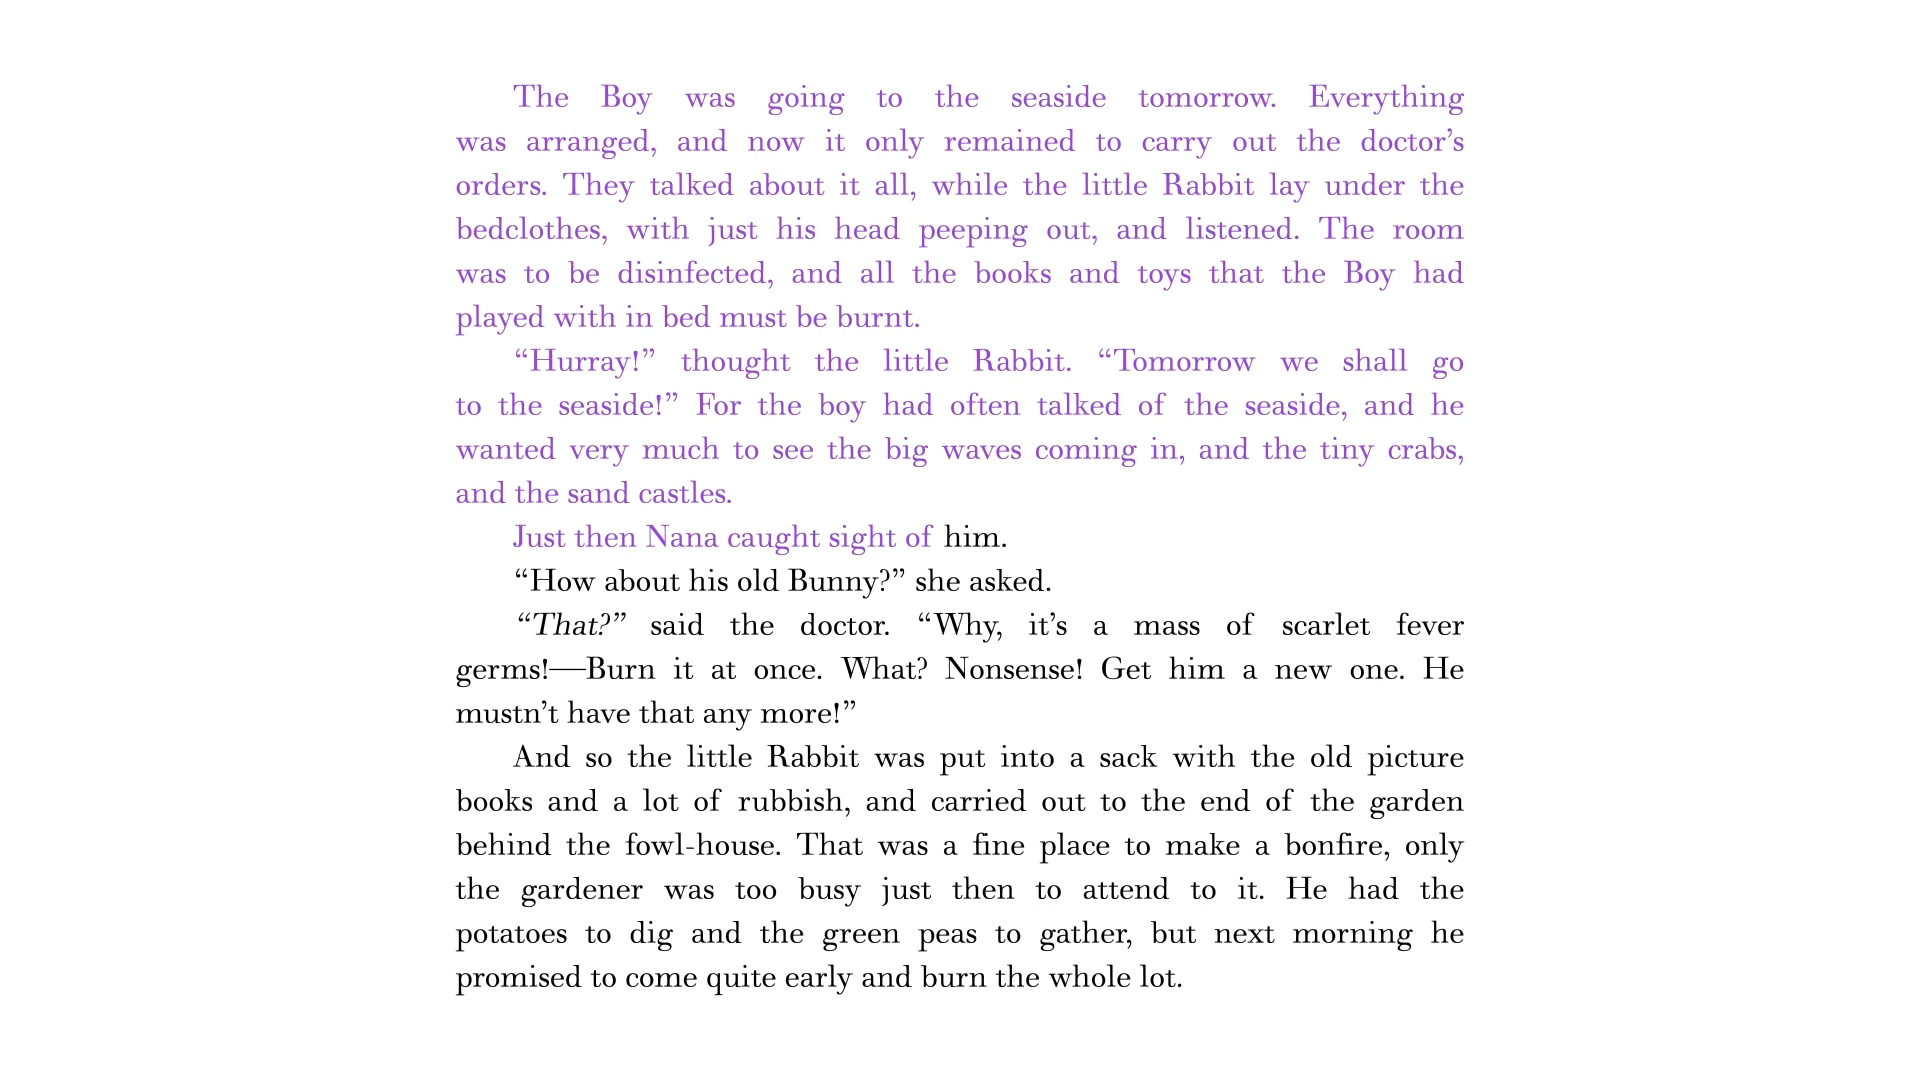 The Boy was going to the seaside tomorrow. Everything
was arranged, and now it only remained to carry out the doctor’s
orders. They talked about it all, while the little Rabbit lay under the
bedclothes, with just his head peeping out, and listened. The room
was to be disinfected, and all the books and toys that the Boy had
played with in bed must be burnt.
“Hurray!” thought the little Rabbit. “Tomorrow we shall go
to the seaside!” For the boy had often talked of the seaside, and he
wanted very much to see the big waves coming in, and the tiny crabs,
and the sand castles.
Just then Nana caught sight of him.
“How about his old Bunny?” she asked.
“That?” said the doctor. “Why, it’s a mass of scarlet fever
germs!—Burn it at once. What? Nonsense! Get him a new one. He
mustn’t have that any more!”
And so the little Rabbit was put into a sack with the old picture
books and a lot of rubbish, and carried out to the end of the garden
behind the fowl-house. That was a fine place to make a bonfire, only
the gardener was too busy just then to attend to it. He had the
potatoes to dig and the green peas to gather, but next morning he
promised to come quite early and burn the whole lot.